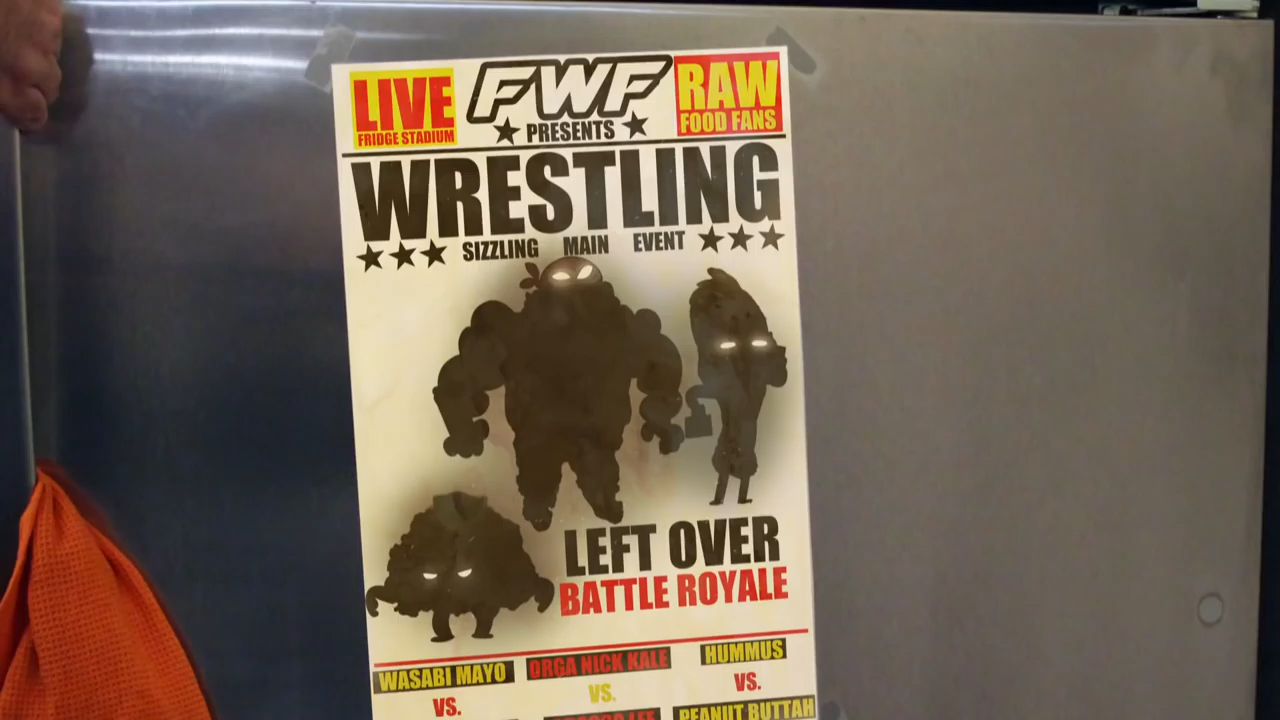 LIVE
FRIDGE STADIUM
FWF
PRESENTS
RAW
FOOD FANS
WRESTLING
SIZZLING MAIN EVENT
LEFT OVER
BATTLE ROYALE
WASABI MAYO
VS.
ORGA NICK KALE
VS.
LEE
HUMMUS
VS.
PEANUT BUTTAH